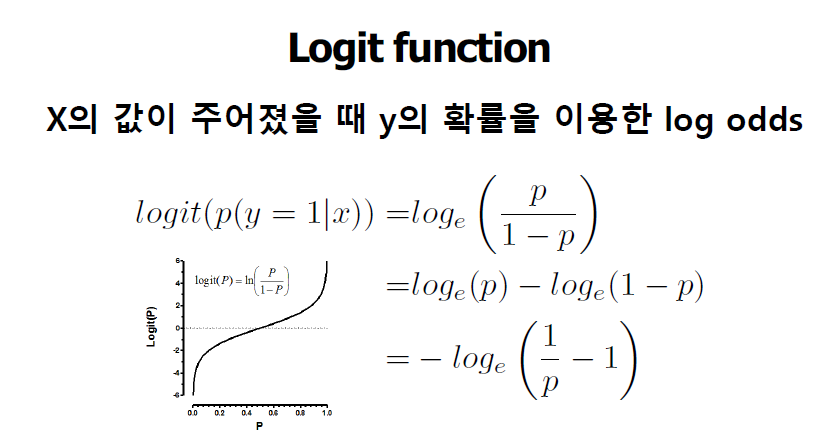 Logit function
X의 값이 주어졌을 때 y의 확률을 이용한 log odds
logit(p(y = 1|x)) =log_e(p/(1 − p))
=log_e(p) − log_e(1 − p)
= − log_e(1/p − 1)
logit(P) = ln(P/(1−P))
Logit(P)
6
4
2
0
-2
-4
-6
0.0 0.2 0.4 0.6 0.8 1.0
P